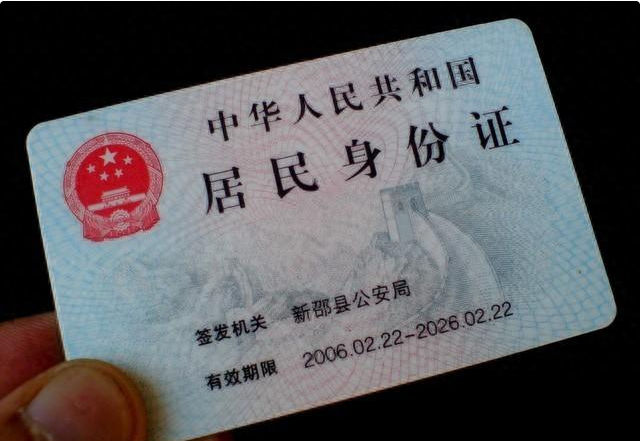 中华人民共和国
居民身份证
签发机关 新邵县公安局
有效期限 2006.02.22-2026.02.22